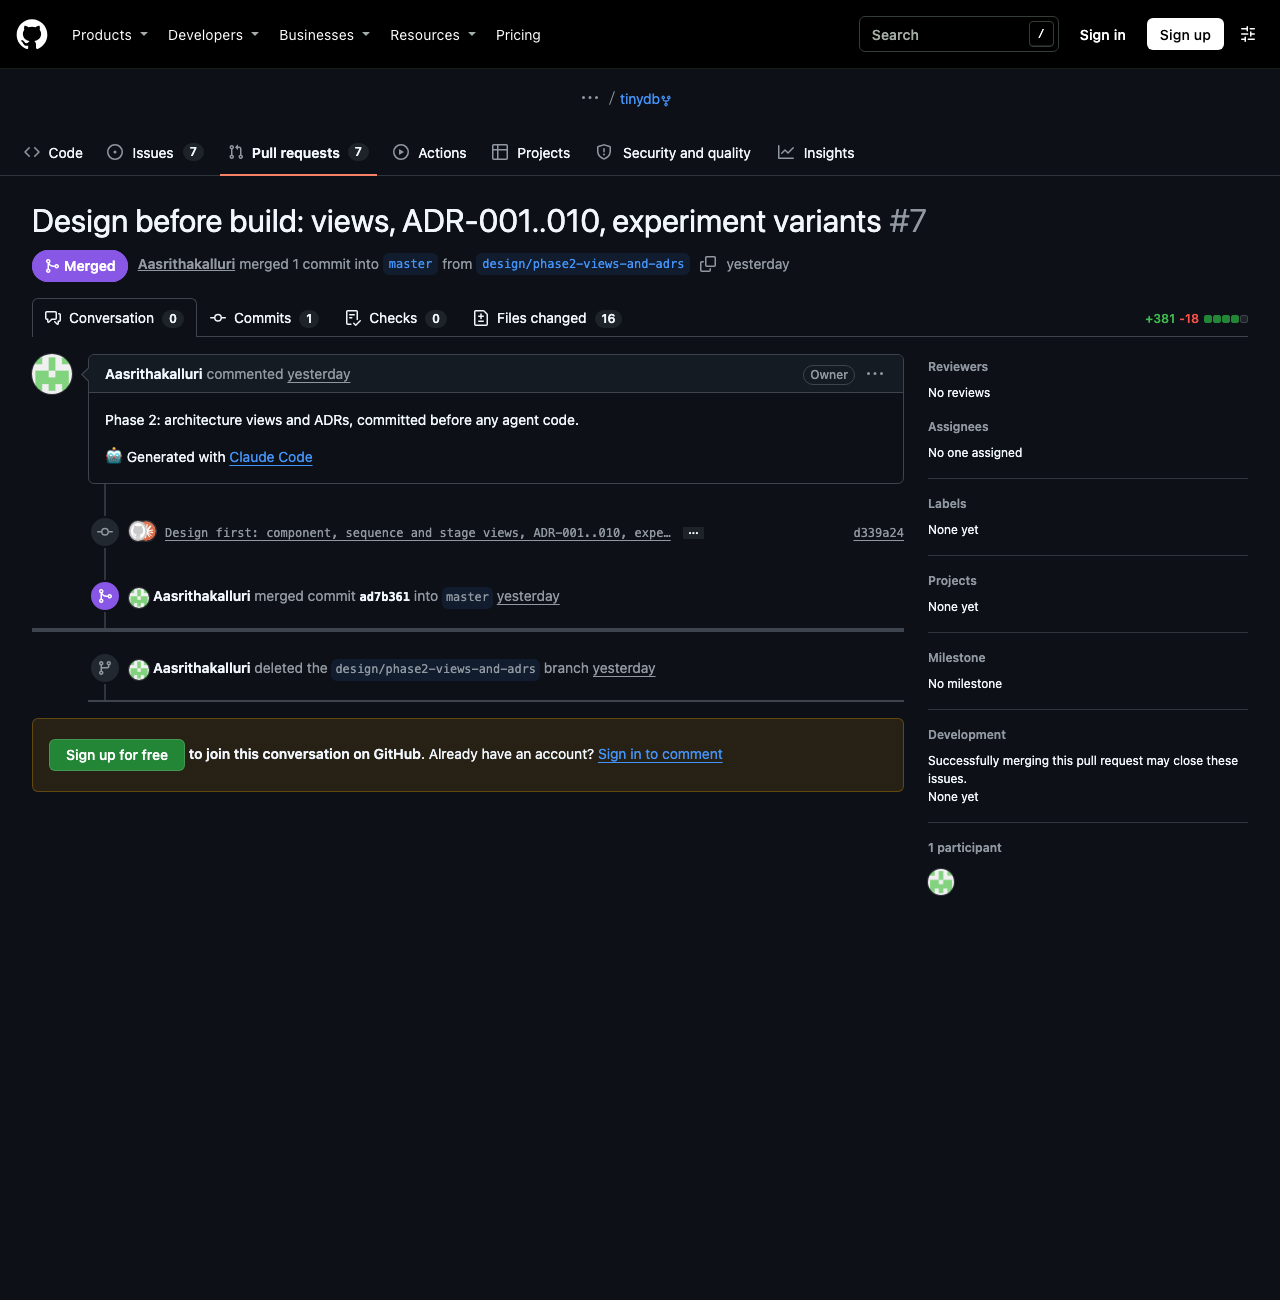 Products Developers Businesses Resources Pricing Search / Sign in Sign up
··· / tinydb
Code Issues 7 Pull requests 7 Actions Projects Security and quality Insights
Design before build: views, ADR-001..010, experiment variants #7
Merged Aasrithakalluri merged 1 commit into master from design/phase2-views-and-adrs yesterday
Conversation 0 Commits 1 Checks 0 Files changed 16 +381 -18
Aasrithakalluri commented yesterday Owner ···
Phase 2: architecture views and ADRs, committed before any agent code.
🤖 Generated with Claude Code
Design first: component, sequence and stage views, ADR-001..010, expe… … d339a24
Aasrithakalluri merged commit ad7b361 into master yesterday
Aasrithakalluri deleted the design/phase2-views-and-adrs branch yesterday
Sign up for free to join this conversation on GitHub. Already have an account? Sign in to comment
Reviewers
No reviews
Assignees
No one assigned
Labels
None yet
Projects
None yet
Milestone
No milestone
Development
Successfully merging this pull request may close these
issues.
None yet
1 participant